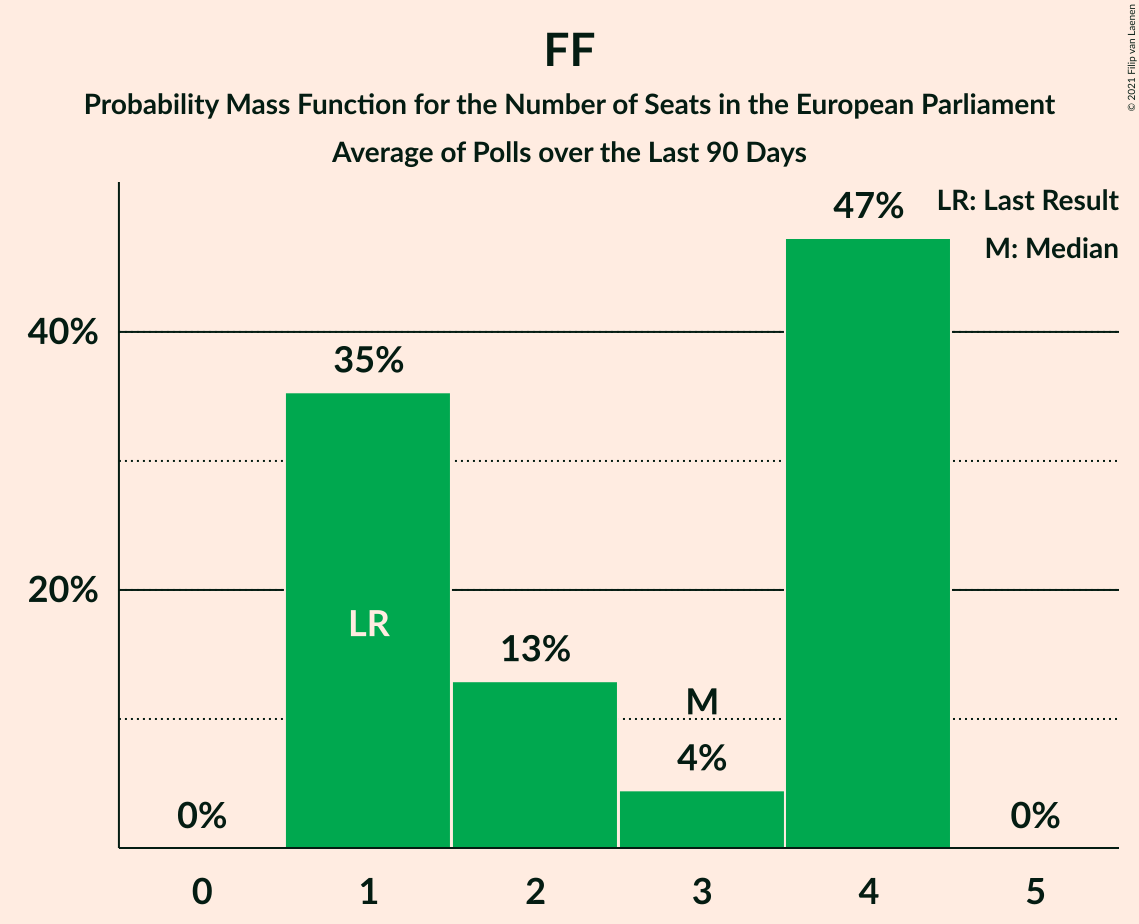 FF
Probability Mass Function for the Number of Seats in the European Parliament
Average of Polls over the Last 90 Days
© 2021 Filip van Laenen
LR: Last Result
M: Median
47%
40%
35%
20%
LR
13%
M
4%
0%
0%
0 1 2 3 4 5